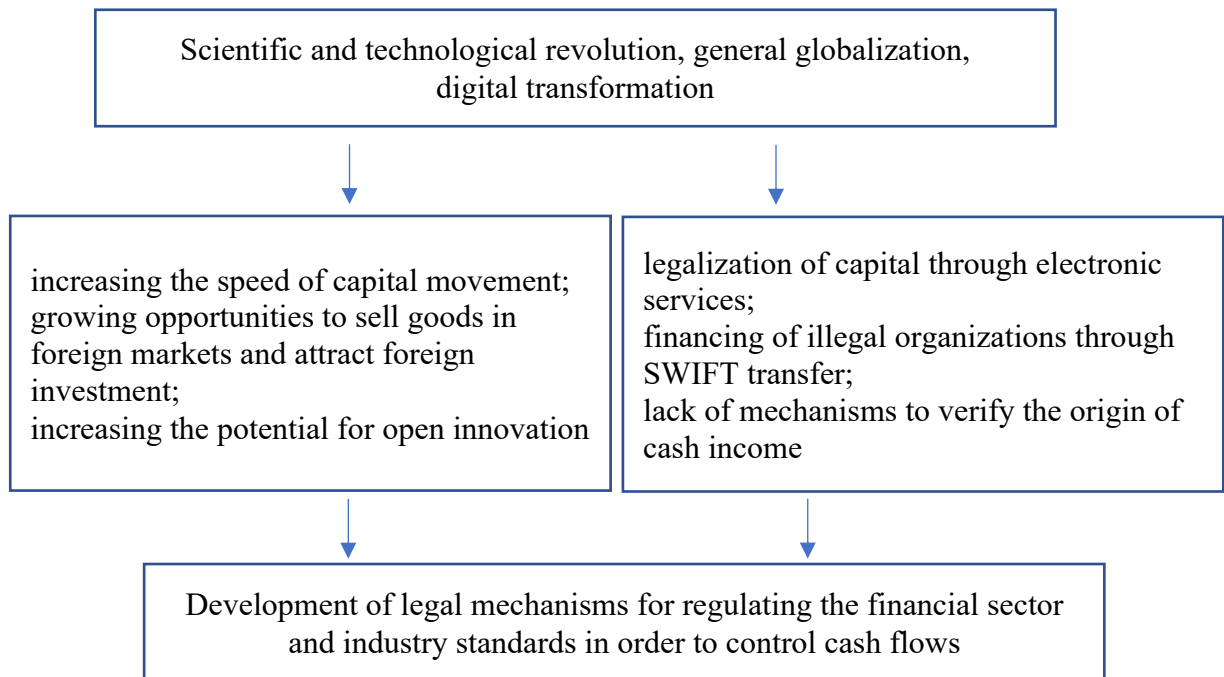 Scientific and technological revolution, general globalization,
digital transformation
increasing the speed of capital movement;
growing opportunities to sell goods in
foreign markets and attract foreign
investment;
increasing the potential for open innovation
legalization of capital through electronic
services;
financing of illegal organizations through
SWIFT transfer;
lack of mechanisms to verify the origin of
cash income
Development of legal mechanisms for regulating the financial sector
and industry standards in order to control cash flows